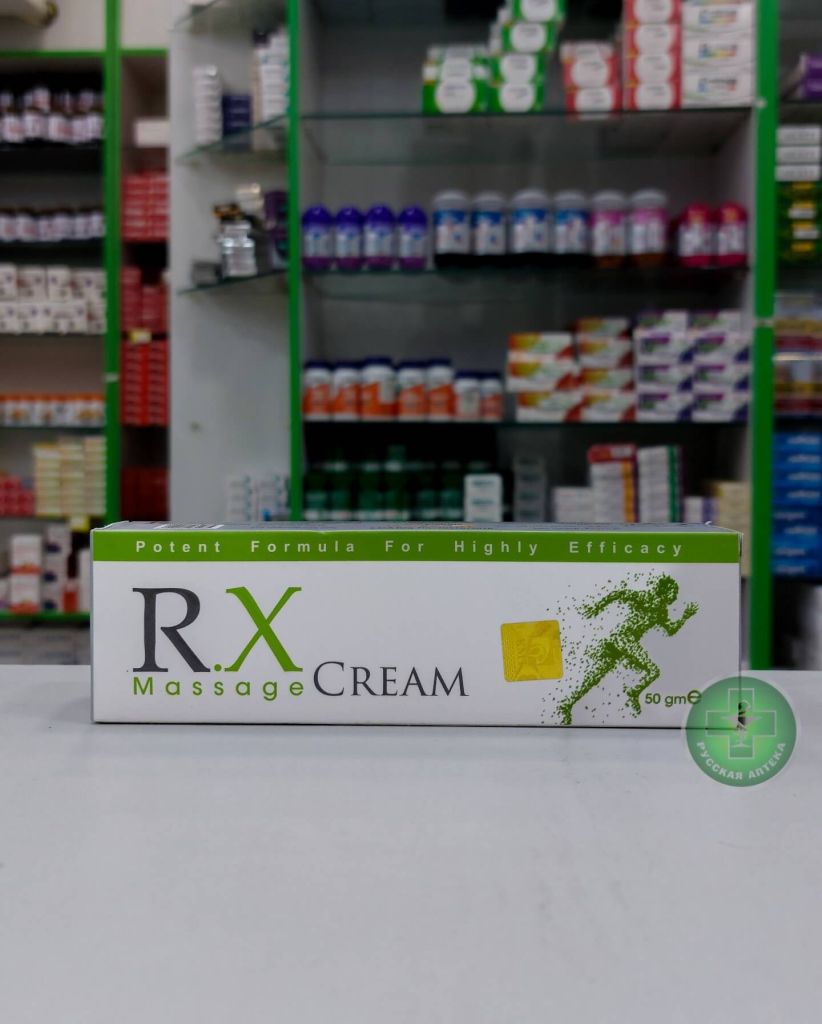 Potent Formula For Highly Efficacy
R.X
Massage CREAM
50 gm℮
РУССКАЯ АПТЕКА